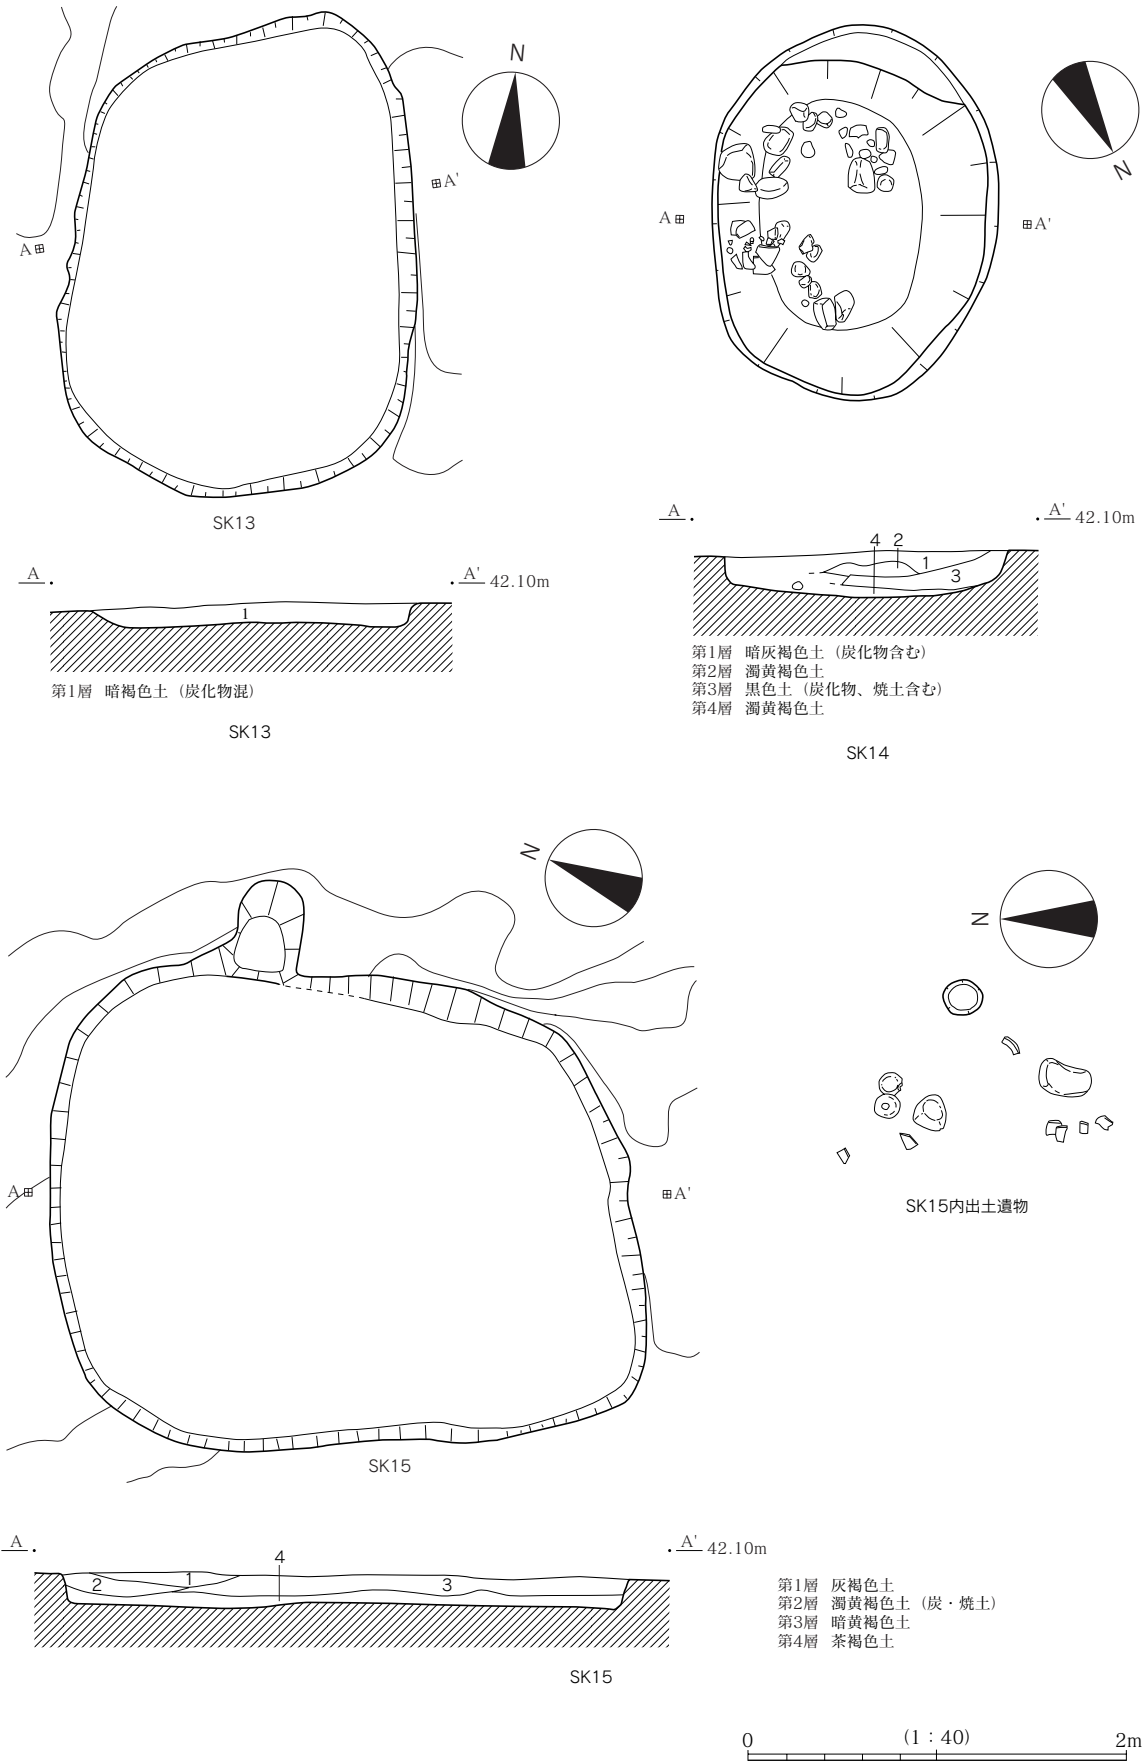 N
A
A'
SK13
A
A' 42.10m
1
第1層 暗褐色土（炭化物混）
SK13
N
A
A'
A
A' 42.10m
4 2
1
3
第1層 暗灰褐色土（炭化物含む）
第2層 濁黄褐色土
第3層 黒色土（炭化物、焼土含む）
第4層 濁黄褐色土
SK14
N
A
A'
SK15
N
SK15内出土遺物
A
A' 42.10m
4
1
2
3
第1層 灰褐色土
第2層 濁黄褐色土（炭・焼土）
第3層 暗黄褐色土
第4層 茶褐色土
SK15
0 (1：40) 2m